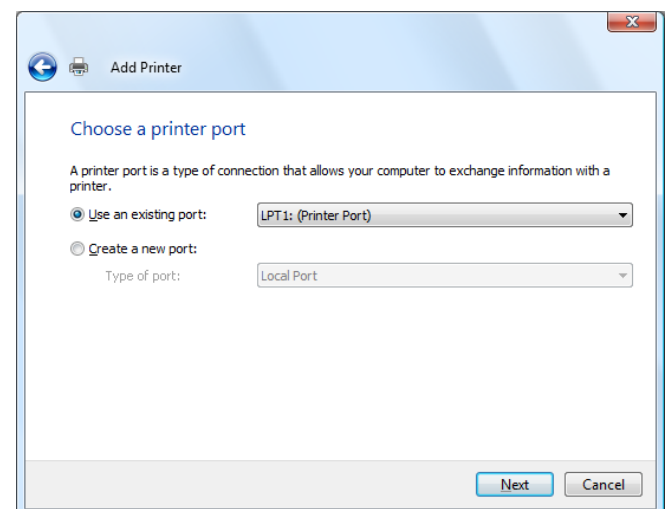 Add Printer
Choose a printer port
A printer port is a type of connection that allows your computer to exchange information with a
printer.
Use an existing port: LPT1: (Printer Port)
Create a new port:
Type of port: Local Port
Next Cancel